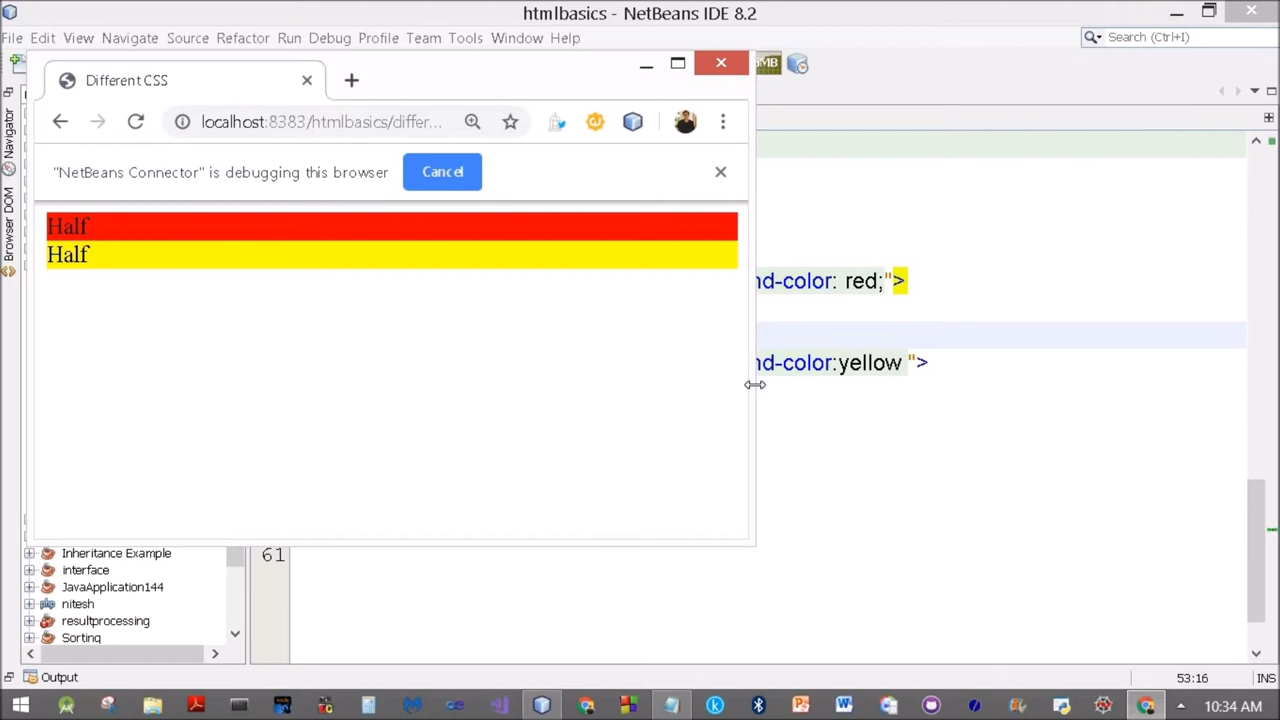 htmlbasics - NetBeans IDE 8.2
File Edit View Navigate Source Refactor Run Debug Profile Team Tools Window Help
Search (Ctrl+I)
Different CSS
localhost:8383/htmlbasics/differ...
"NetBeans Connector" is debugging this browser Cancel
Navigator
Browser DOM
Half
Half
nd-color: red;">
nd-color:yellow ">
61
Inheritance Example
interface
JavaApplication144
nitesh
resultprocessing
Sorting
Output
53:16 INS
10:34 AM